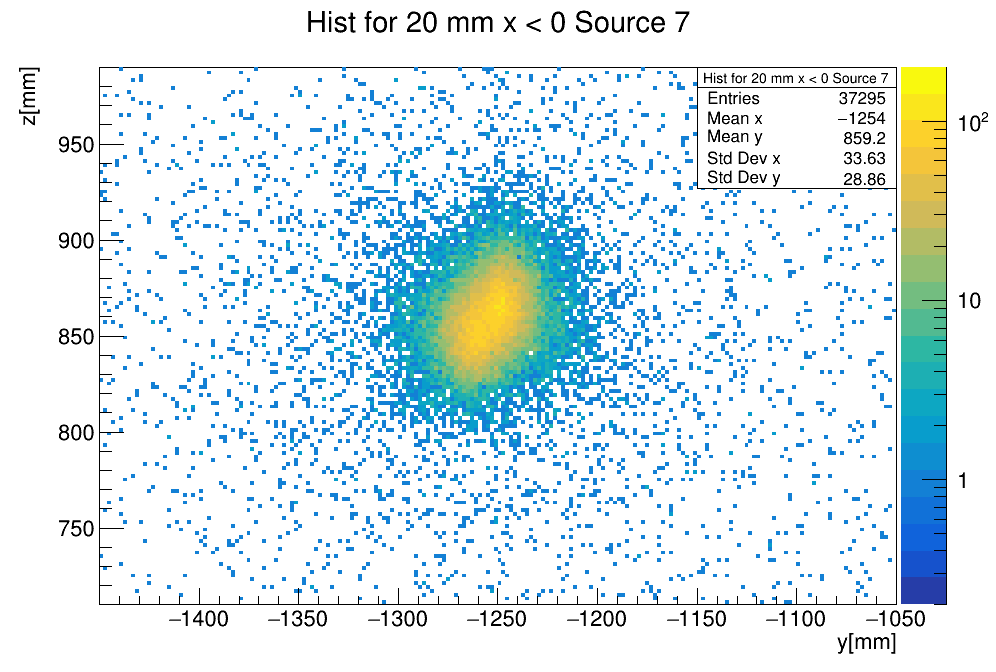 Hist for 20 mm x < 0 Source 7
z[mm]
Hist for 20 mm x < 0 Source 7
Entries 37295
Mean x −1254
Mean y 859.2
Std Dev x 33.63
Std Dev y 28.86
950
900
850
800
750
10²
10
1
−1400 −1350 −1300 −1250 −1200 −1150 −1100 −1050
y[mm]